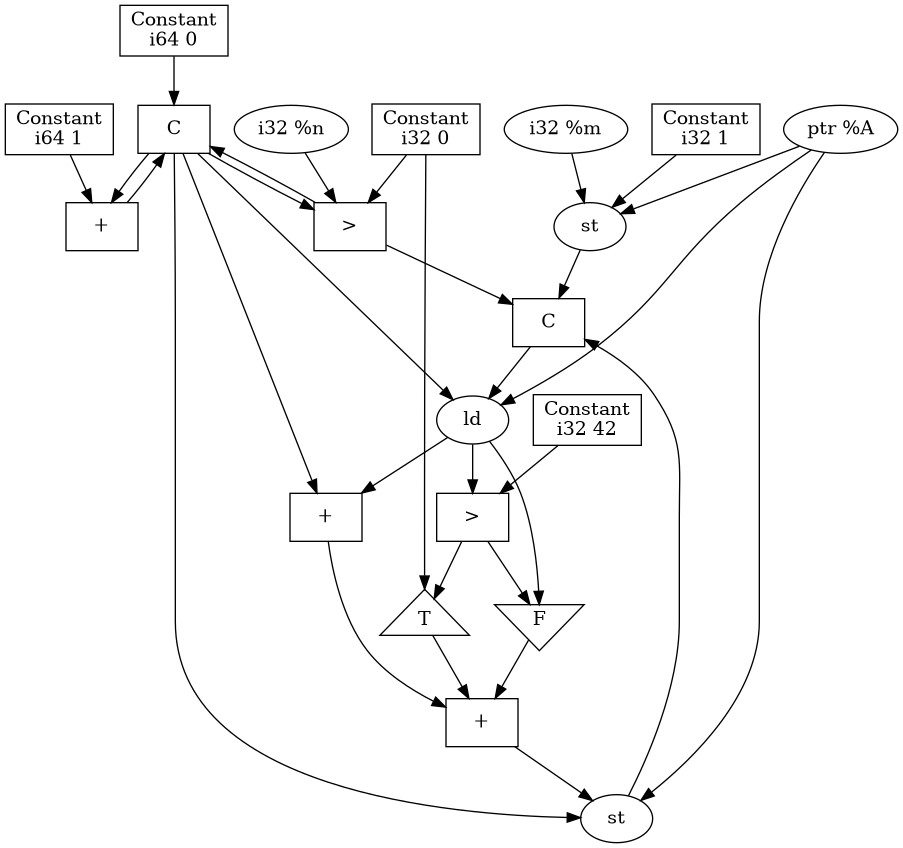 Constant
i64 0
Constant
i64 1
C
i32 %n
Constant
i32 0
i32 %m
Constant
i32 1
ptr %A
+
>
st
C
ld
Constant
i32 42
+
>
T
F
+
st